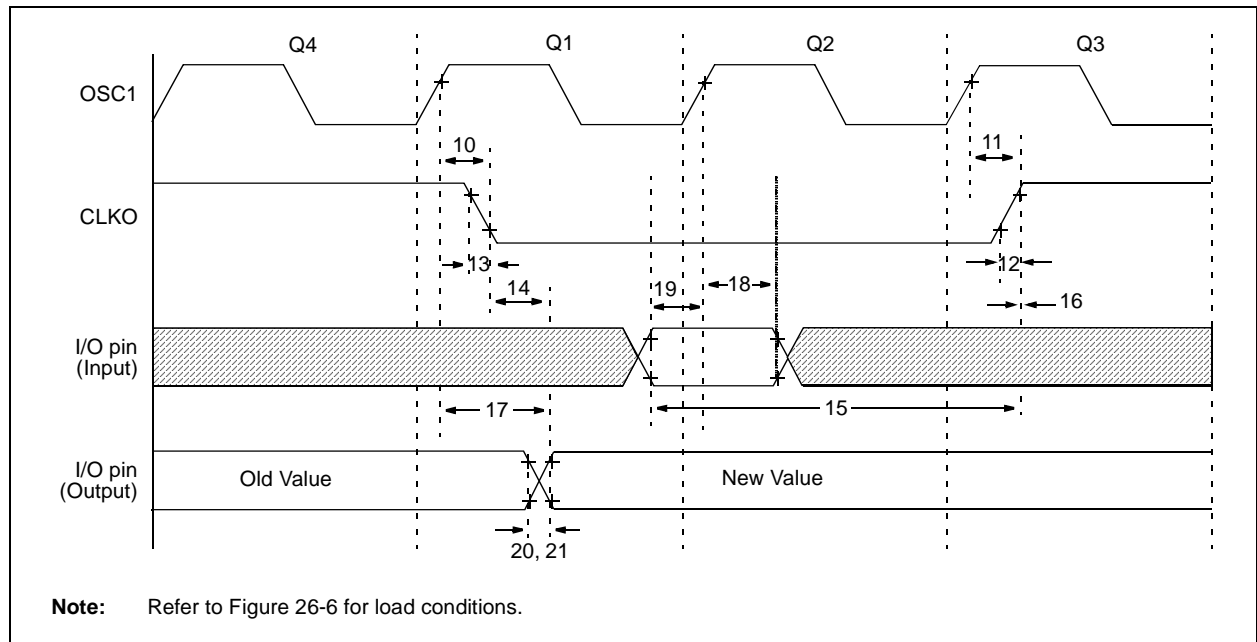 Q4 Q1 Q2 Q3
OSC1
10 11
CLKO
13 12
14 19 18 16
I/O pin
(Input)
17 15
I/O pin
(Output)
Old Value New Value
20, 21
Note: Refer to Figure 26-6 for load conditions.